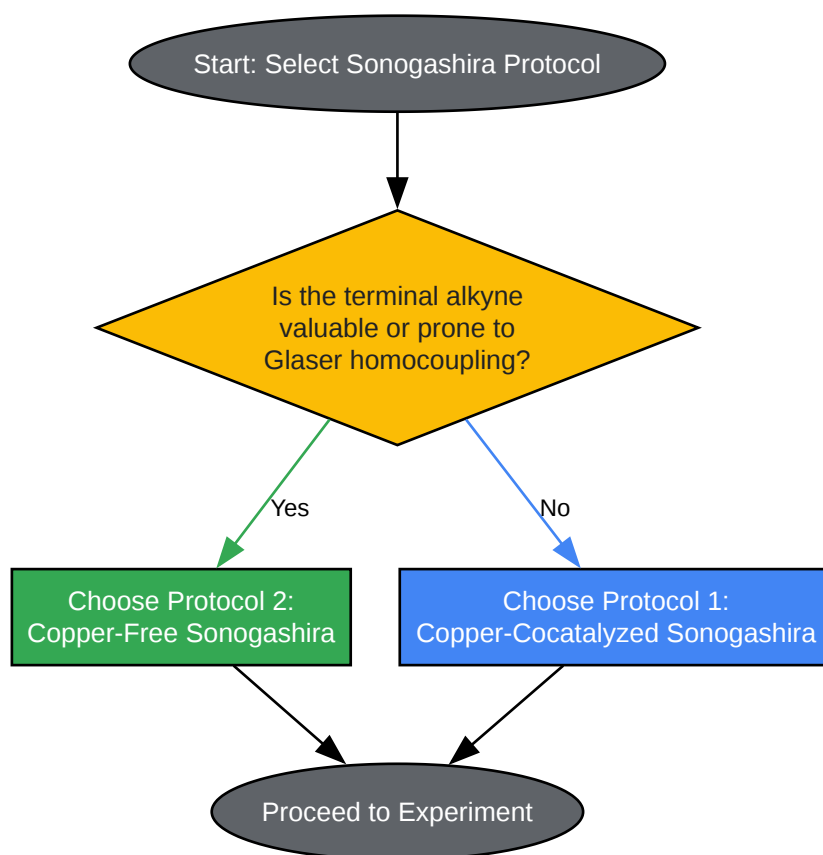 Start: Select Sonogashira Protocol
Is the terminal alkyne
valuable or prone to
Glaser homocoupling?
Yes
No
Choose Protocol 2:
Copper-Free Sonogashira
Choose Protocol 1:
Copper-Cocatalyzed Sonogashira
Proceed to Experiment